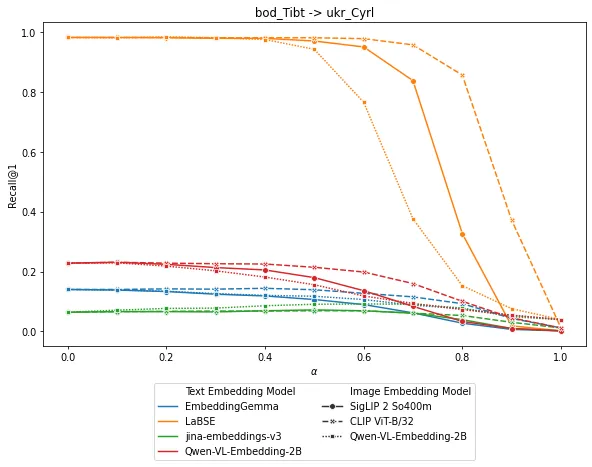 bod_Tibt -> ukr_Cyrl
Recall@1
1.0
0.8
0.6
0.4
0.2
0.0
0.0 0.2 0.4 0.6 0.8 1.0
α
Text Embedding Model
EmbeddingGemma
LaBSE
jina-embeddings-v3
Qwen-VL-Embedding-2B
Image Embedding Model
SigLIP 2 So400m
CLIP ViT-B/32
Qwen-VL-Embedding-2B